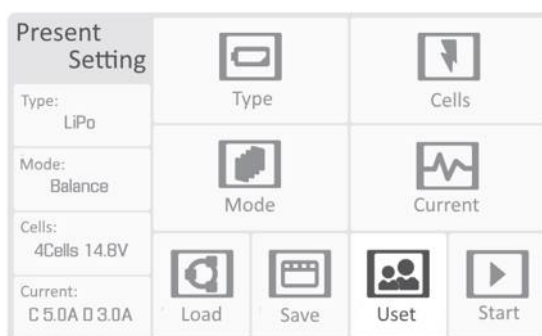 Present
Setting
Type:
LiPo
Mode:
Balance
Cells:
4Cells 14.8V
Current:
C 5.0A D 3.0A
Type
Cells
Mode
Current
Load
Save
Uset
Start